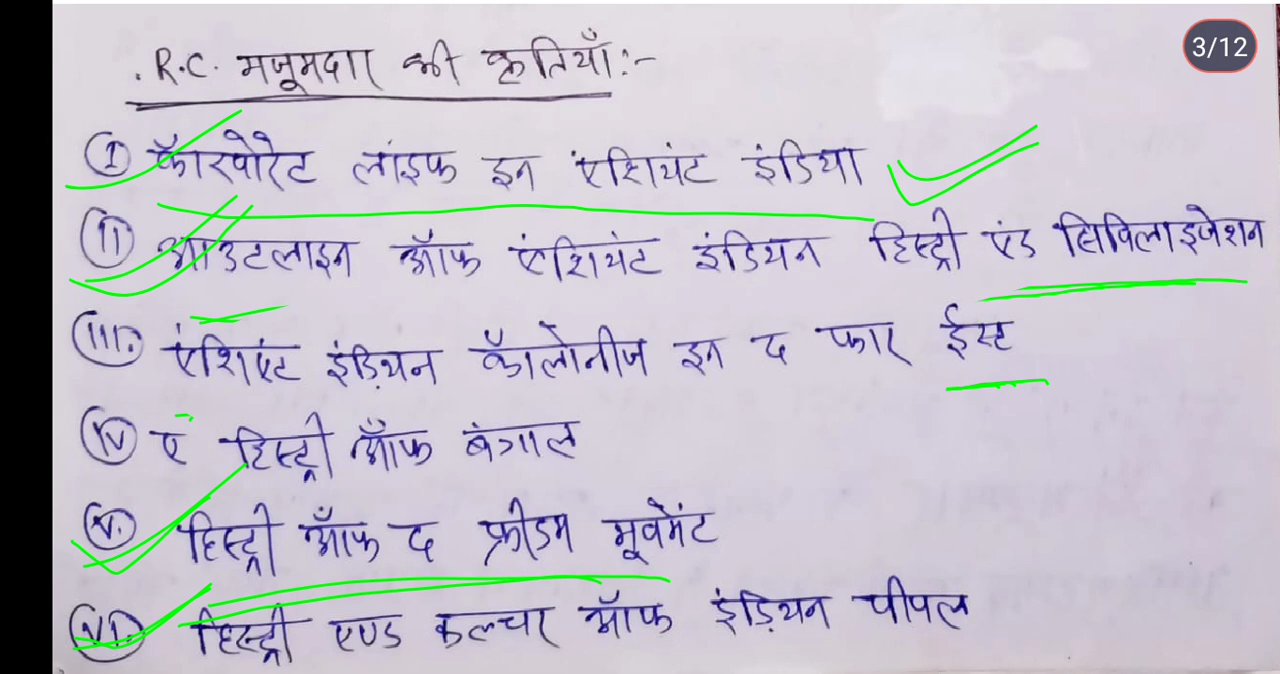 3/12
. R.C. मजूमदार की कृतियाँ:-
I कॅारपोरेट लाइफ इन एंशियंट इंडिया
II आउटलाइन ऑफ एंशियंट इंडियन हिस्ट्री एंड सिविलाइजेशन
III. एंशिएंट इंड़ियन कॅालोनीज इन द फार ईस्ट
IV एं हिस्ट्री ऑफ बंगाल
V. हिस्ट्री ऑफ द फ्रीडम मूवमेंट
VI. हिस्ट्री एण्ड कल्चर ऑफ इंड़ियन पीपल